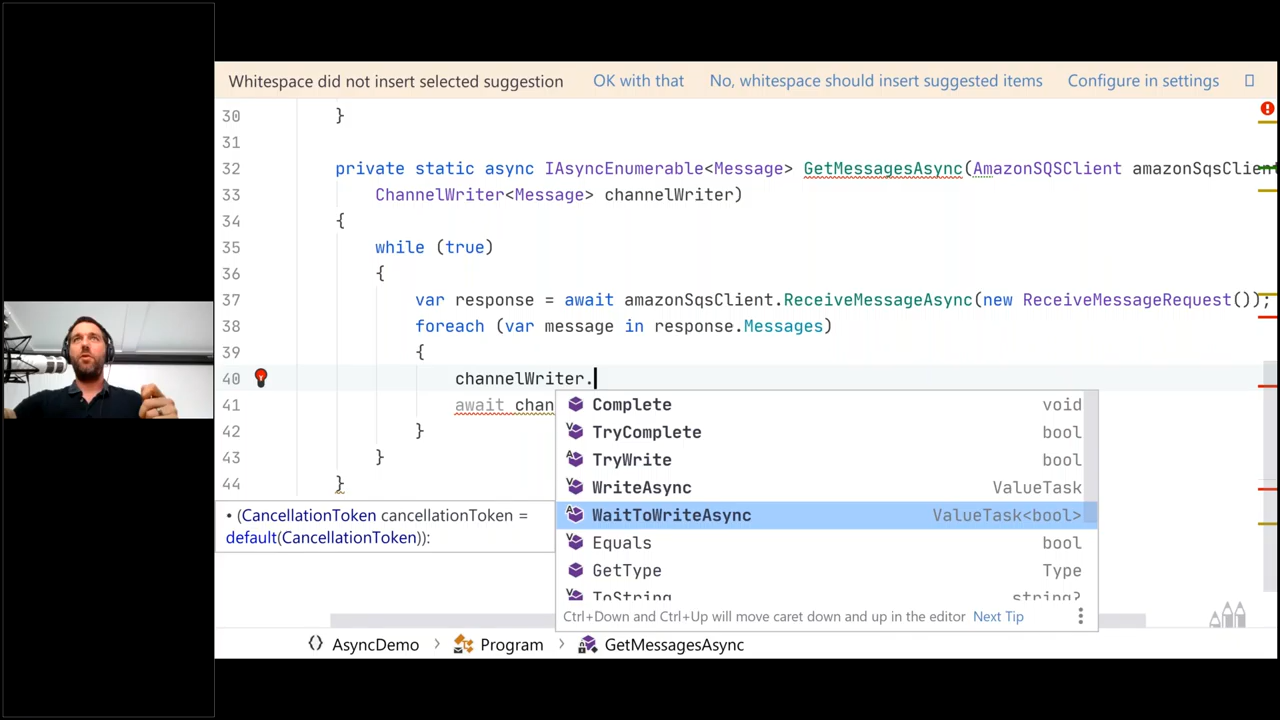 Whitespace did not insert selected suggestion OK with that No, whitespace should insert suggested items Configure in settings
30 }
31
32 private static async IAsyncEnumerable<Message> GetMessagesAsync(AmazonSQSClient amazonSqsClient
33 ChannelWriter<Message> channelWriter)
34 {
35 while (true)
36 {
37 var response = await amazonSqsClient.ReceiveMessageAsync(new ReceiveMessageRequest());
38 foreach (var message in response.Messages)
39 {
40 channelWriter.
41 await chan
42 }
43 }
44 }
Complete void
TryComplete bool
TryWrite bool
WriteAsync ValueTask
WaitToWriteAsync ValueTask<bool>
Equals bool
GetType Type
ToString string?
Ctrl+Down and Ctrl+Up will move caret down and up in the editor Next Tip
• (CancellationToken cancellationToken =
default(CancellationToken)):
AsyncDemo > Program > GetMessagesAsync